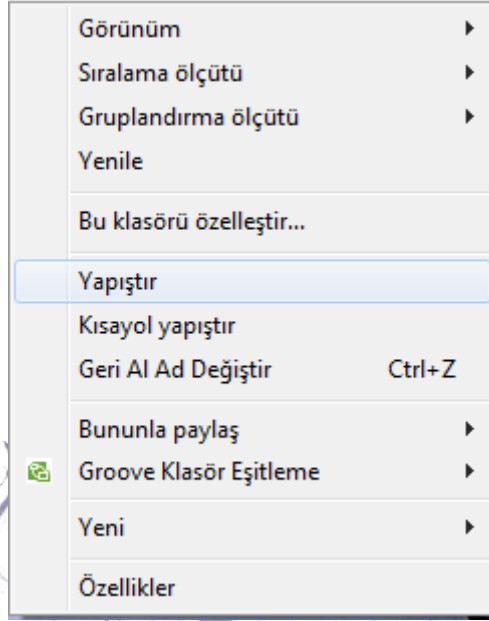 Görünüm
Sıralama ölçütü
Gruplandırma ölçütü
Yenile
Bu klasörü özelleştir...
Yapıştır
Kısayol yapıştır
Geri Al Ad Değiştir Ctrl+Z
Bununla paylaş
Groove Klasör Eşitleme
Yeni
Özellikler